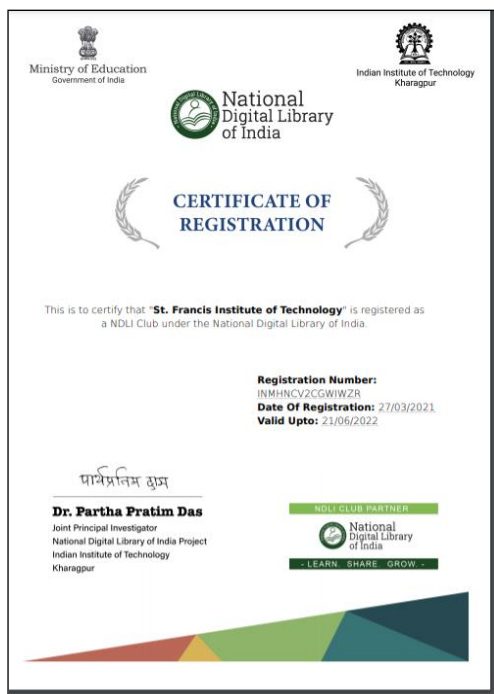 Ministry of Education
Government of India
Indian Institute of Technology
Kharagpur
National
Digital Library
of India
CERTIFICATE OF
REGISTRATION
This is to certify that "St. Francis Institute of Technology" is registered as
a NDLI Club under the National Digital Library of India.
Registration Number:
INMHNCV2CGWIWZR
Date Of Registration: 27/03/2021
Valid Upto: 21/06/2022
पार्थप्रतिम दास
Dr. Partha Pratim Das
Joint Principal Investigator
National Digital Library of India Project
Indian Institute of Technology
Kharagpur
NDLI CLUB PARTNER
National
Digital Library
of India
- LEARN. SHARE. GROW. -